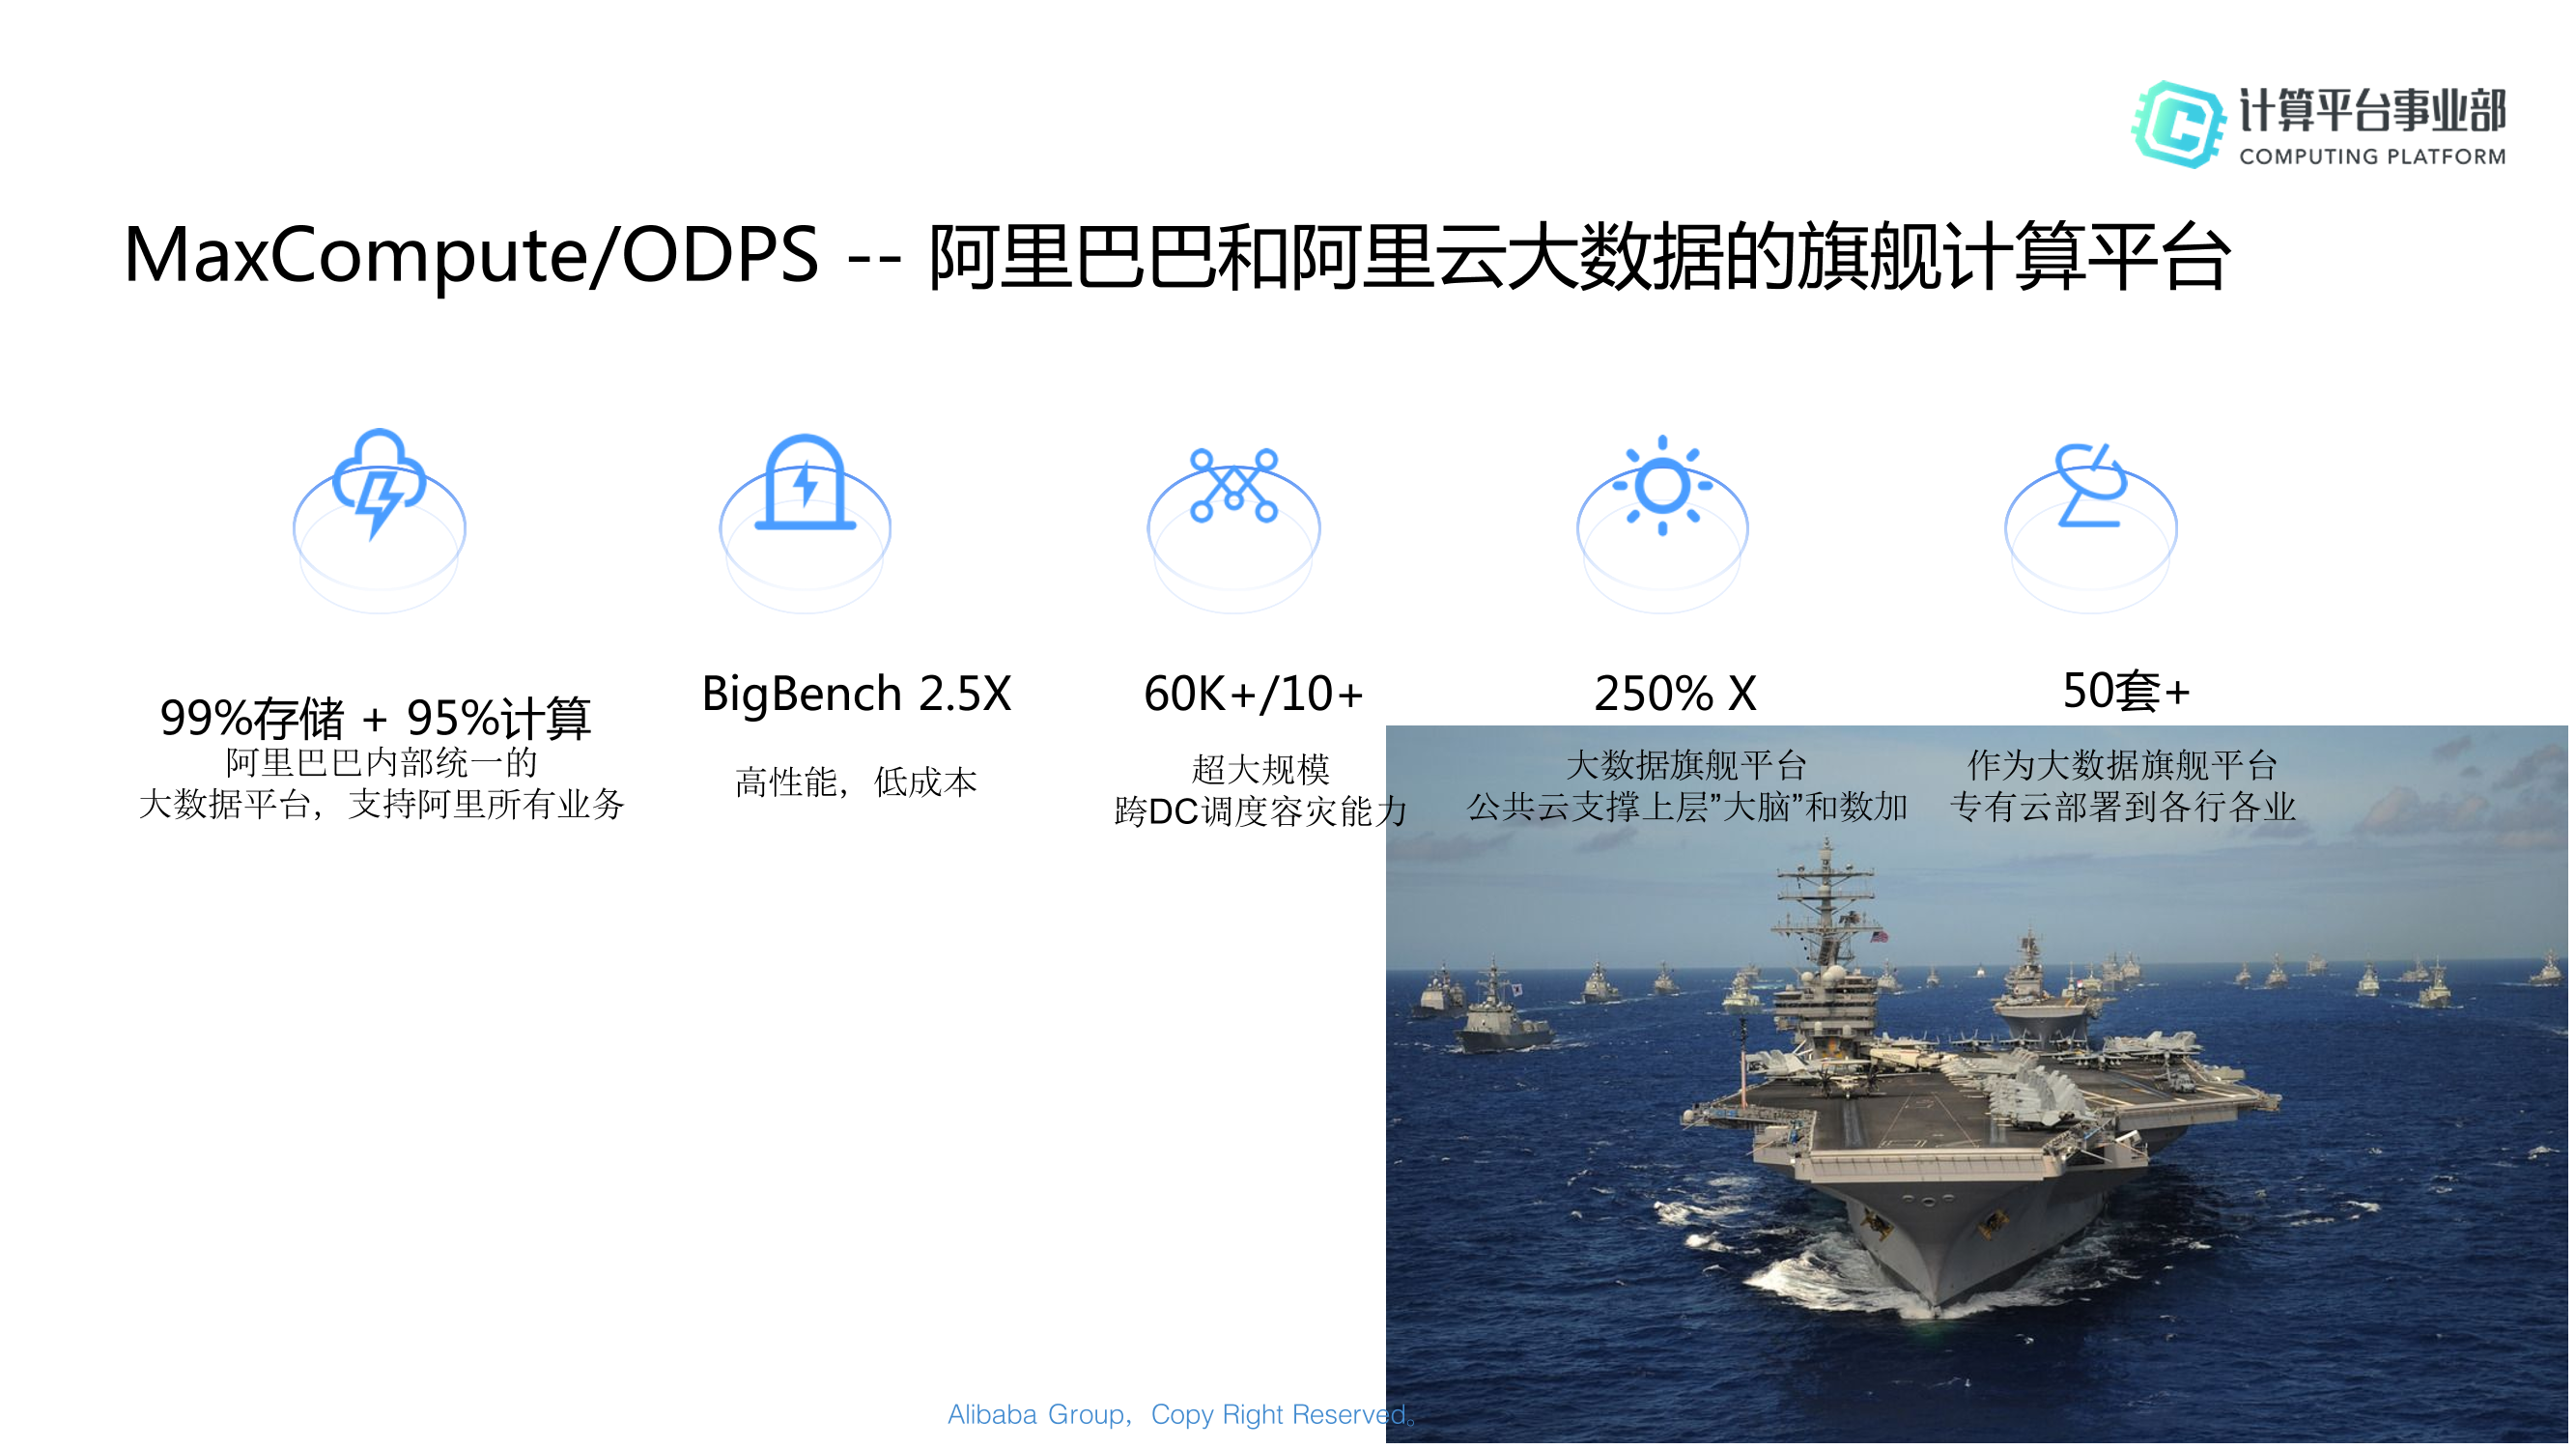 计算平台事业部
COMPUTING PLATFORM
MaxCompute/ODPS -- 阿里巴巴和阿里云大数据的旗舰计算平台
99%存储 + 95%计算
阿里巴巴内部统一的
大数据平台，支持阿里所有业务
BigBench 2.5X
高性能，低成本
60K+/10+
超大规模
跨DC调度容灾能力
250% X
大数据旗舰平台
公共云支撑上层”大脑”和数加
50套+
作为大数据旗舰平台
专有云部署到各行各业
Alibaba Group，Copy Right Reserved。